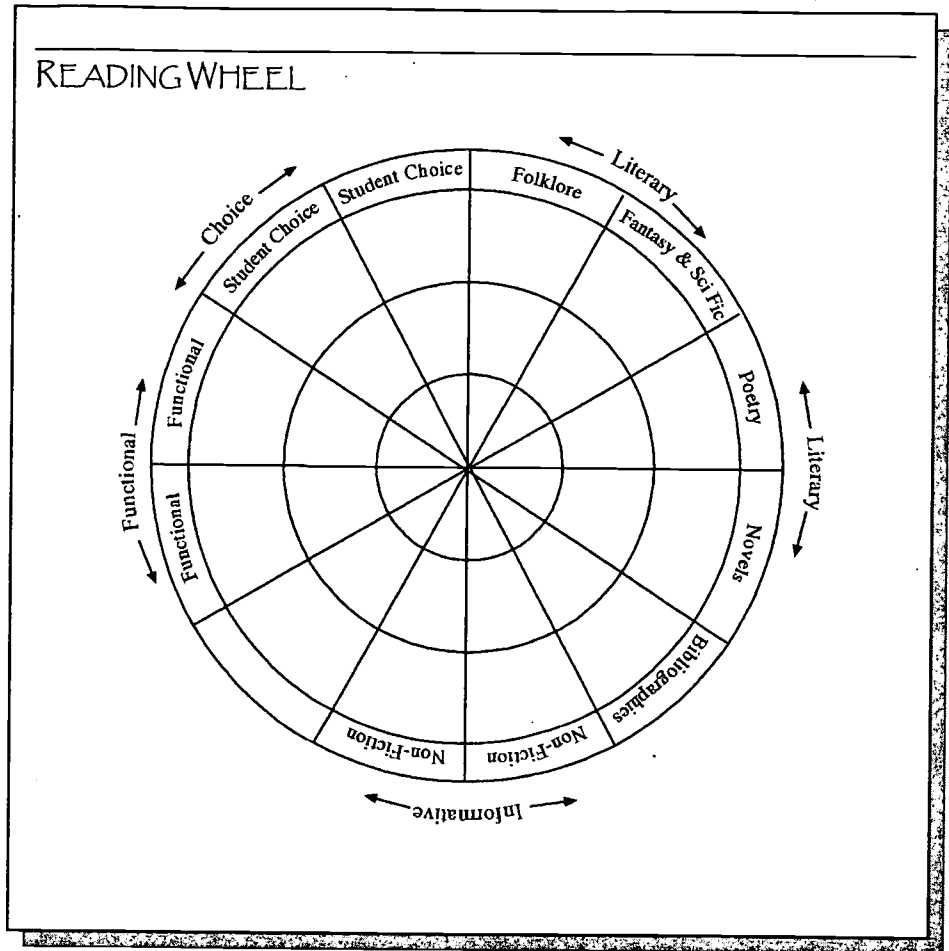 READING WHEEL
Literary
Folklore
Fantasy & Sci Fic
Poetry
Literary
Novels
Bibliographies
Non-Fiction
Non-Fiction
Informative
Functional
Functional
Functional
Student Choice
Choice
Student Choice